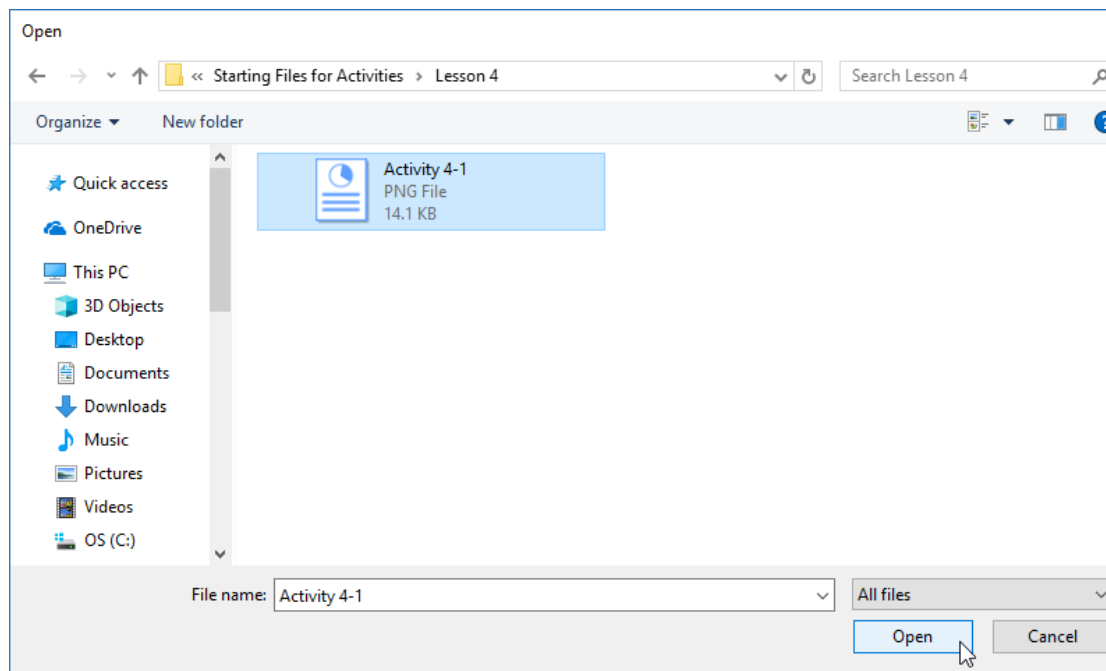 Open
« Starting Files for Activities › Lesson 4
Search Lesson 4
Organize
New folder
Quick access
OneDrive
This PC
3D Objects
Desktop
Documents
Downloads
Music
Pictures
Videos
OS (C:)
Activity 4-1
PNG File
14.1 KB
File name: Activity 4-1
All files
Open
Cancel